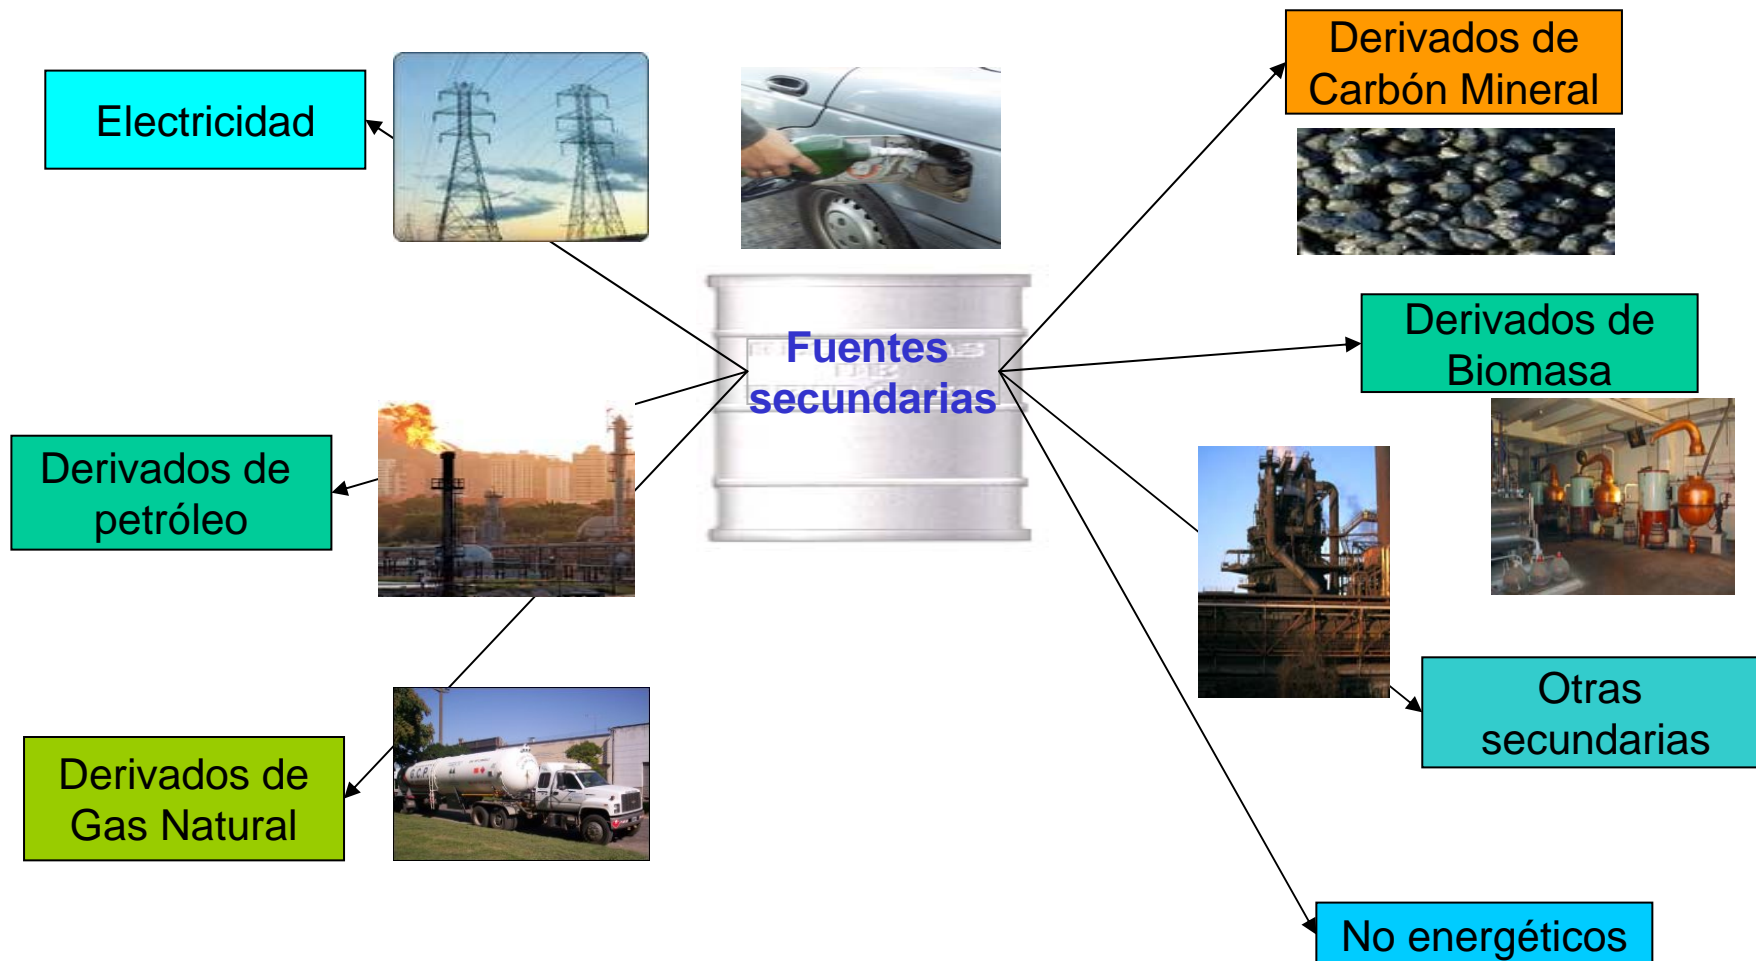 Electricidad
Derivados de
Carbón Mineral
Fuentes
secundarias
Derivados de
Biomasa
Derivados de
petróleo
Otras
secundarias
Derivados de
Gas Natural
No energéticos